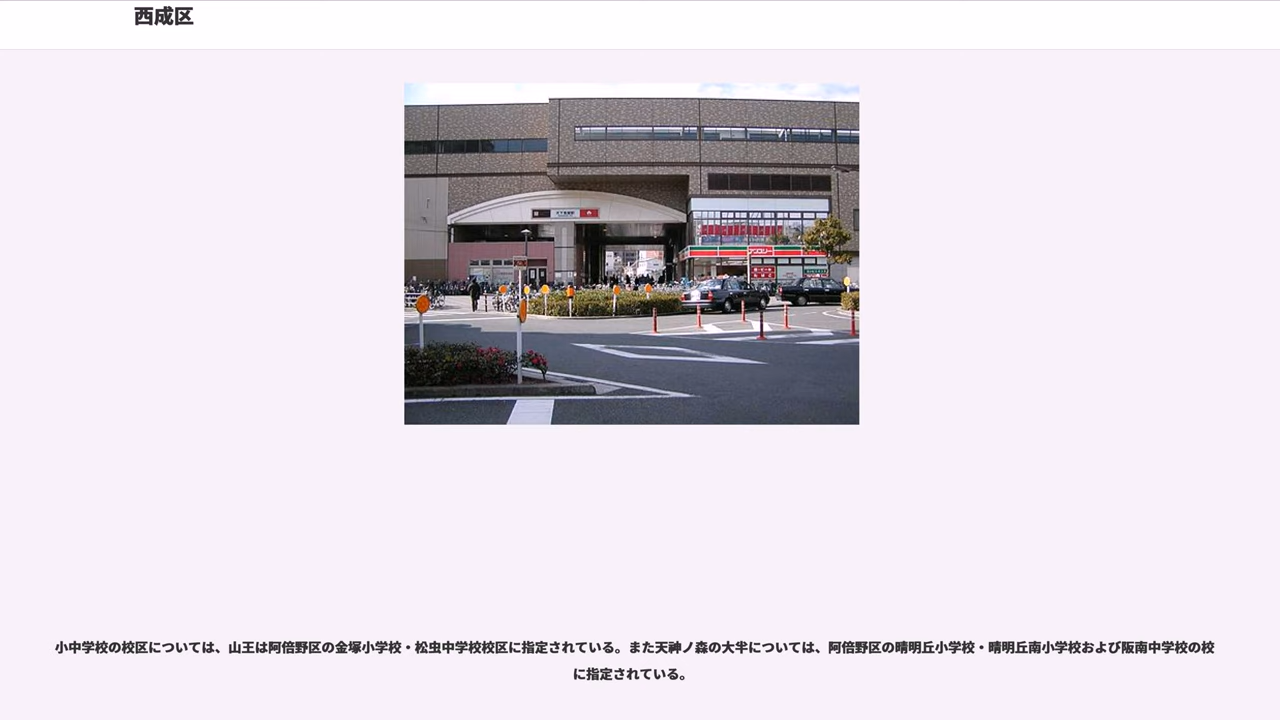 西成区
小中学校の校区については、山王は阿倍野区の金塚小学校・松虫中学校校区に指定されている。また天神ノ森の大半については、阿倍野区の晴明丘小学校・晴明丘南小学校および阪南中学校の校
に指定されている。